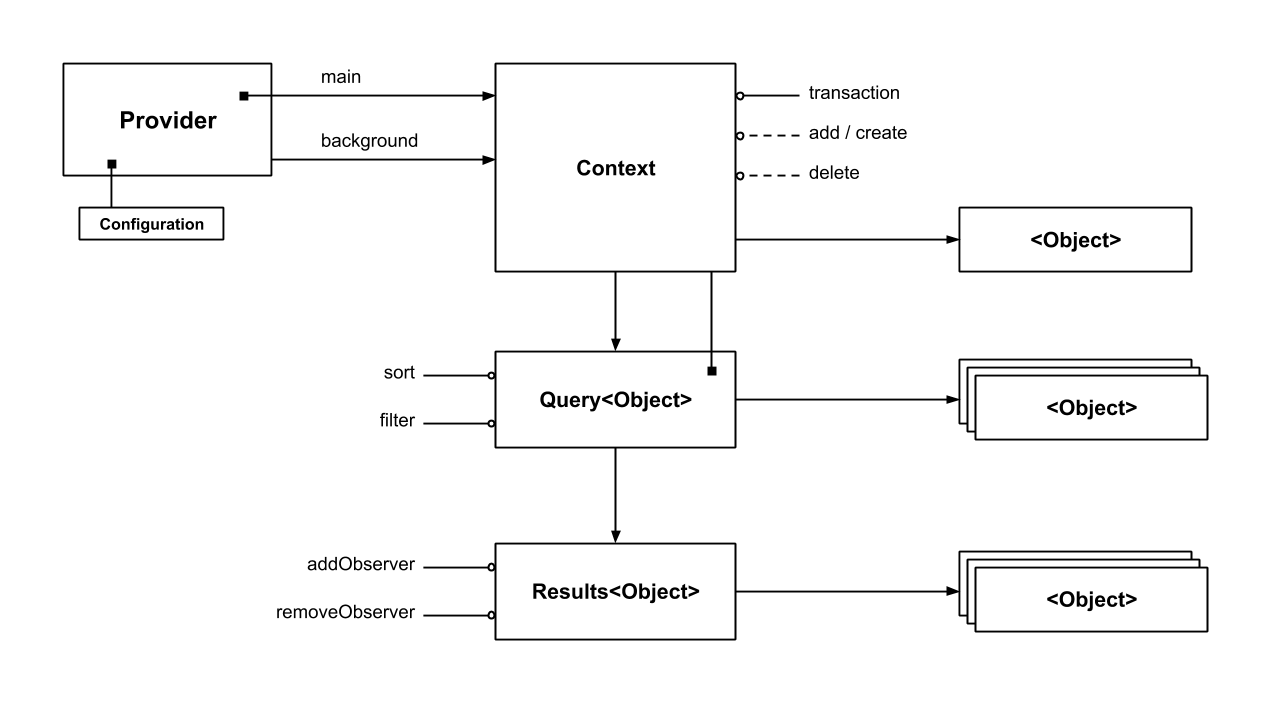 main
transaction
Provider
background
add / create
Context
delete
Configuration
<Object>
sort
Query<Object>
<Object>
filter
addObserver
Results<Object>
<Object>
removeObserver